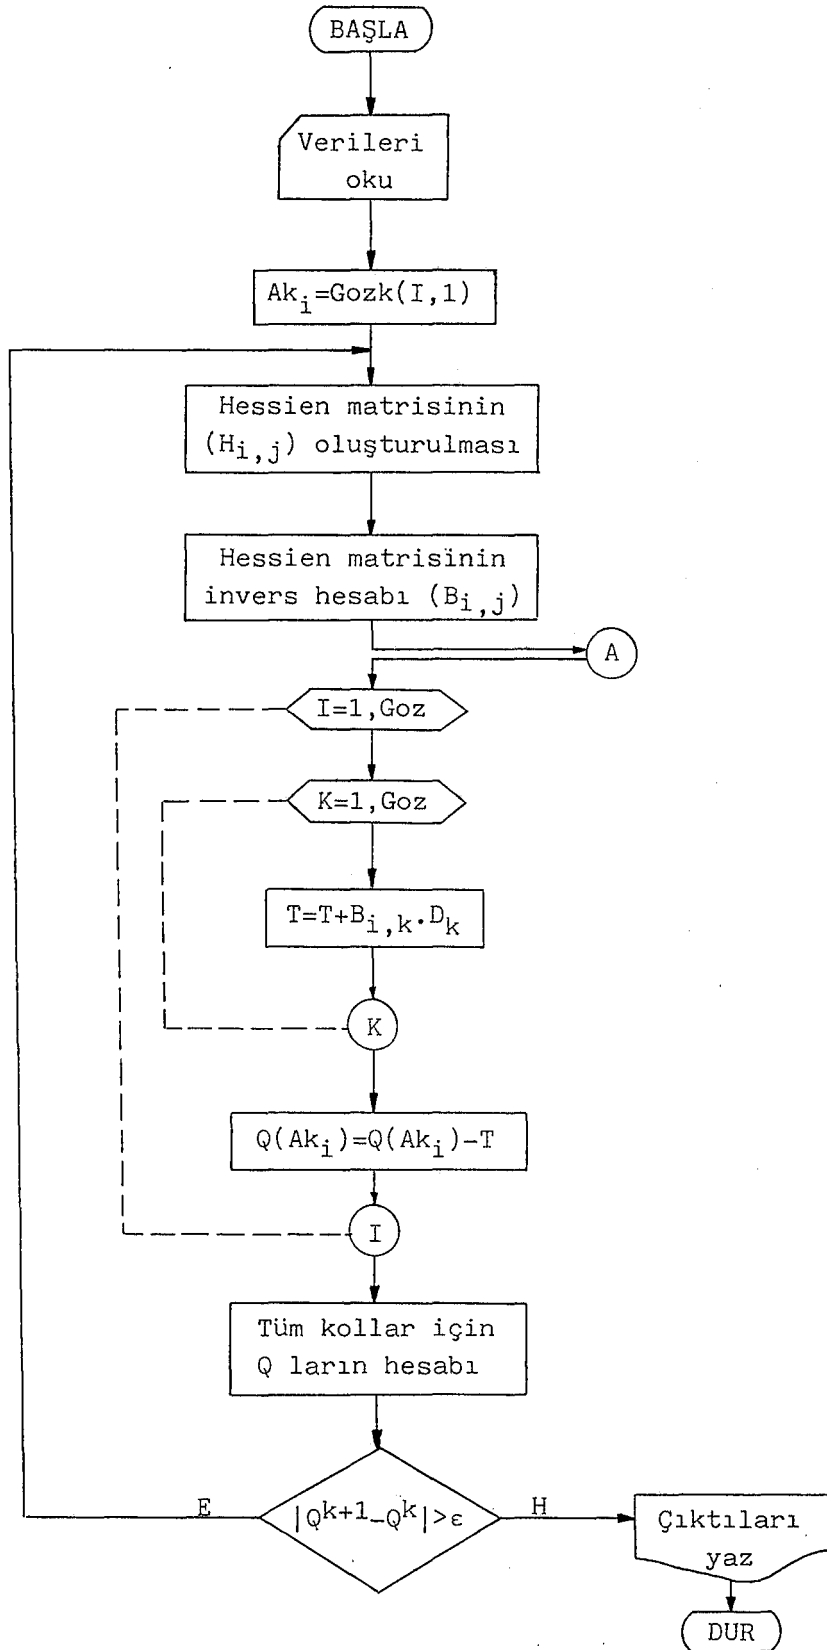 BAŞLA
Verileri
oku
Ak_i=Gozk(I,1)
Hessien matrisinin
(H_i,j) oluşturulması
Hessien matrisinin
invers hesabı (B_i,j)
A
I=1,Goz
K=1,Goz
T=T+B_i,k.D_k
K
Q(Ak_i)=Q(Ak_i)-T
I
Tüm kollar için
Q ların hesabı
E
|Q^k+1-Q^k|>ε
H
Çıktıları
yaz
DUR